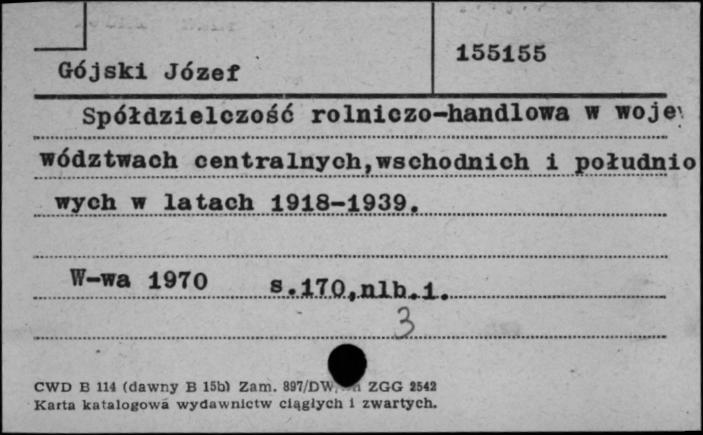 155155
Gójski Józef
Spółdzielczość rolniczo-handlowa w woje
wództwach centralnych,wschodnich i południo
wych w latach 1918-1939.
W-wa 1970 s.170,nlb.1.
3
CWD B 114 (dawny B 15b) Zam. 897/DW ZGG 2542
Karta katalogowa wydawnictw ciągłych i zwartych.